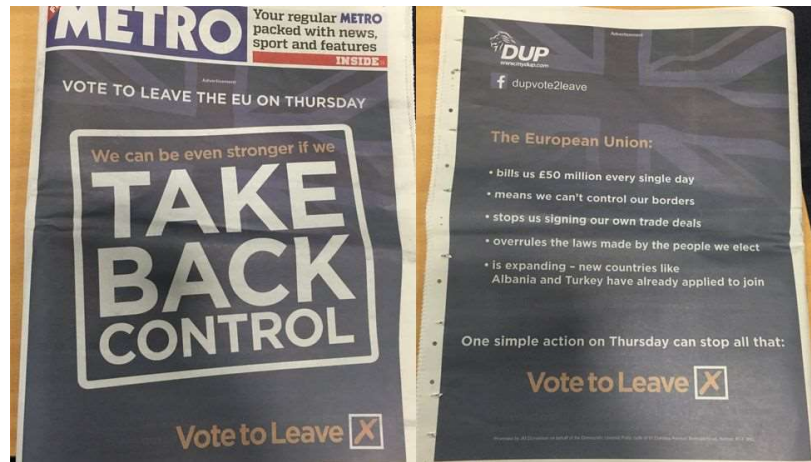 METRO
Your regular METRO
packed with news,
sport and features
INSIDE
Advertisement
VOTE TO LEAVE THE EU ON THURSDAY
We can be even stronger if we
TAKE
BACK
CONTROL
Vote to Leave X
Advertisement
DUP
www.mydup.com
f dupvote2leave
The European Union:
• bills us £50 million every single day
• means we can't control our borders
• stops us signing our own trade deals
• overrules the laws made by the people we elect
• is expanding – new countries like
Albania and Turkey have already applied to join
One simple action on Thursday can stop all that:
Vote to Leave X